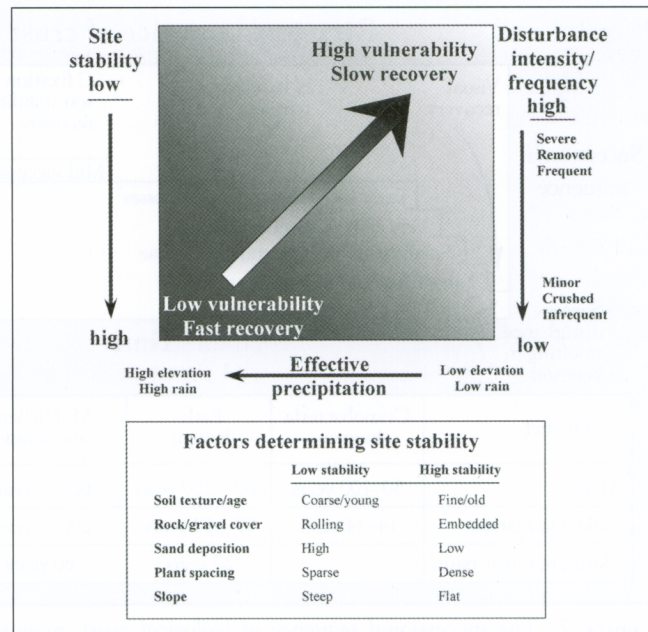 Site
stability
low
high
High vulnerability
Slow recovery
Low vulnerability
Fast recovery
Disturbance
intensity/
frequency
high
Severe
Removed
Frequent
Minor
Crushed
Infrequent
low
High elevation
High rain
Effective
precipitation
Low elevation
Low rain
Factors determining site stability
Low stability High stability
Soil texture/age Coarse/young Fine/old
Rock/gravel cover Rolling Embedded
Sand deposition High Low
Plant spacing Sparse Dense
Slope Steep Flat